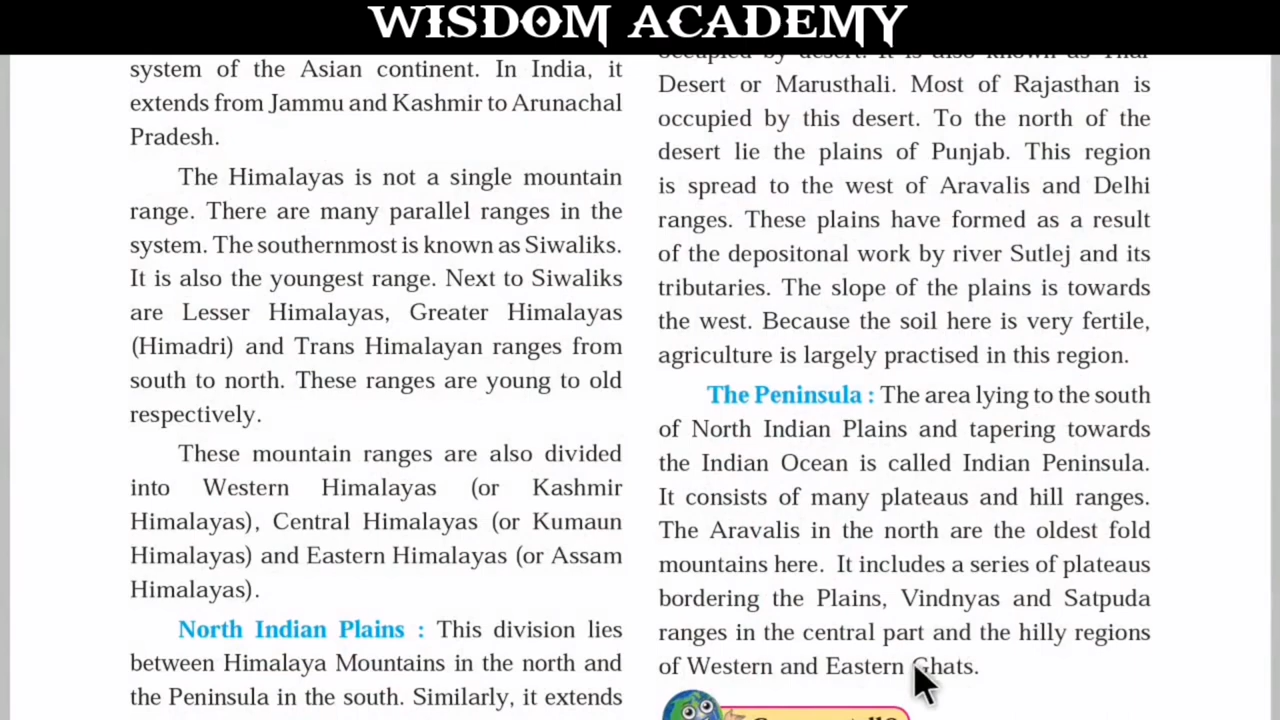 WISDOM ACADEMY
system of the Asian continent. In India, it
extends from Jammu and Kashmir to Arunachal
Pradesh.
The Himalayas is not a single mountain
range. There are many parallel ranges in the
system. The southernmost is known as Siwaliks.
It is also the youngest range. Next to Siwaliks
are Lesser Himalayas, Greater Himalayas
(Himadri) and Trans Himalayan ranges from
south to north. These ranges are young to old
respectively.
These mountain ranges are also divided
into Western Himalayas (or Kashmir
Himalayas), Central Himalayas (or Kumaun
Himalayas) and Eastern Himalayas (or Assam
Himalayas).
North Indian Plains : This division lies
between Himalaya Mountains in the north and
the Peninsula in the south. Similarly, it extends
occupied by desert. It is also known as Thar
Desert or Marusthali. Most of Rajasthan is
occupied by this desert. To the north of the
desert lie the plains of Punjab. This region
is spread to the west of Aravalis and Delhi
ranges. These plains have formed as a result
of the depositonal work by river Sutlej and its
tributaries. The slope of the plains is towards
the west. Because the soil here is very fertile,
agriculture is largely practised in this region.
The Peninsula : The area lying to the south
of North Indian Plains and tapering towards
the Indian Ocean is called Indian Peninsula.
It consists of many plateaus and hill ranges.
The Aravalis in the north are the oldest fold
mountains here. It includes a series of plateaus
bordering the Plains, Vindnyas and Satpuda
ranges in the central part and the hilly regions
of Western and Eastern Ghats.